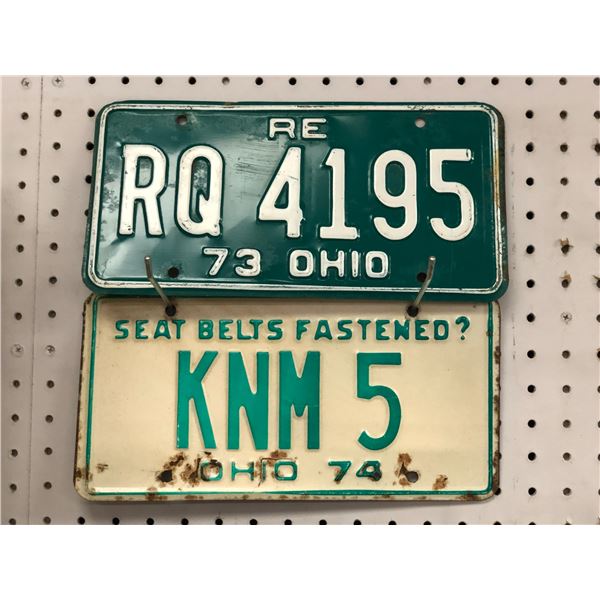 RE
RQ 4195
73 OHIO
SEAT BELTS FASTENED?
KNM 5
OHIO 74